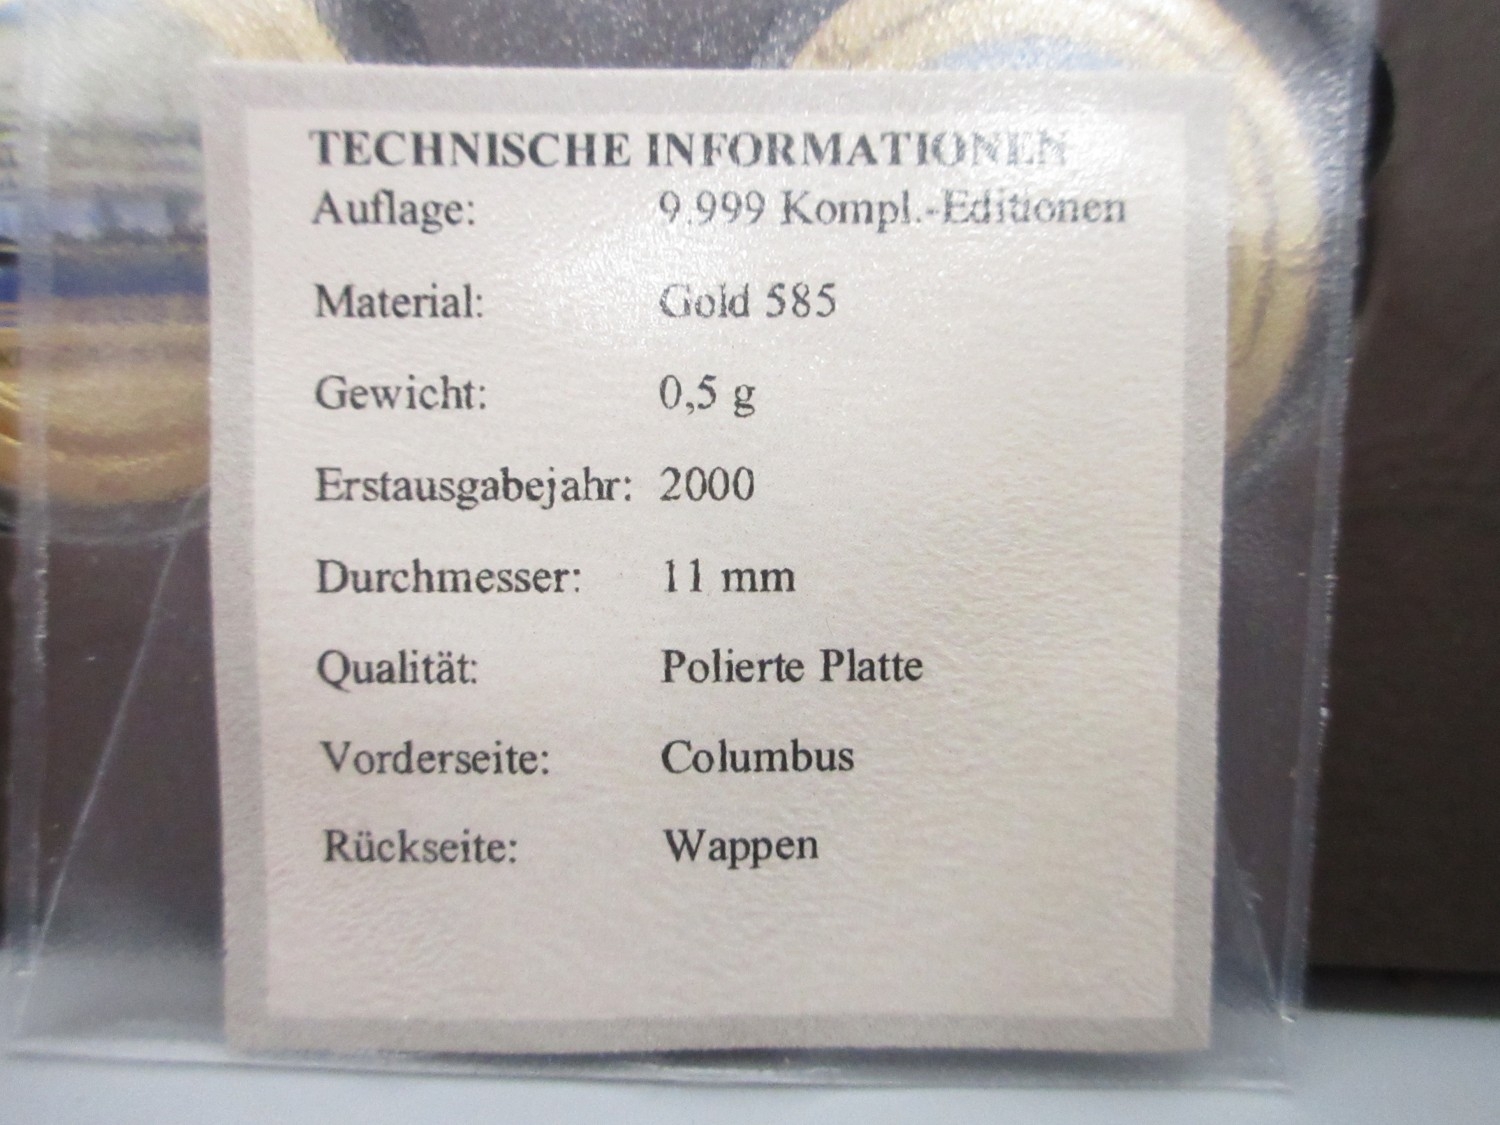 TECHNISCHE INFORMATIONEN
Auflage: 9.999 Kompl.-Editionen
Material: Gold 585
Gewicht: 0,5 g
Erstausgabejahr: 2000
Durchmesser: 11 mm
Qualität: Polierte Platte
Vorderseite: Columbus
Rückseite: Wappen